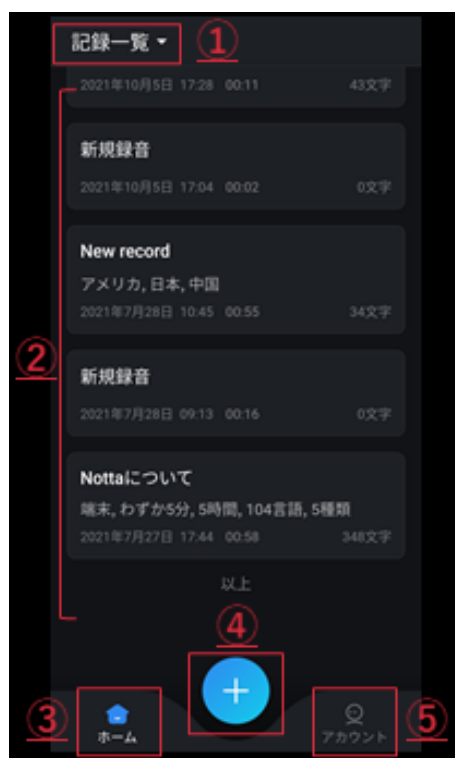 記録一覧 ①
2021年10月5日 17:28 00:11 43文字
新規録音
2021年10月5日 17:04 00:02 0文字
New record
アメリカ, 日本, 中国
2021年7月28日 10:45 00:55 34文字
②
新規録音
2021年7月28日 09:13 00:16 0文字
Nottaについて
端末, わずか5分, 5時間, 104言語, 5種類
2021年7月27日 17:44 00:58 348文字
以上
④
+
③ ホーム
アカウント ⑤